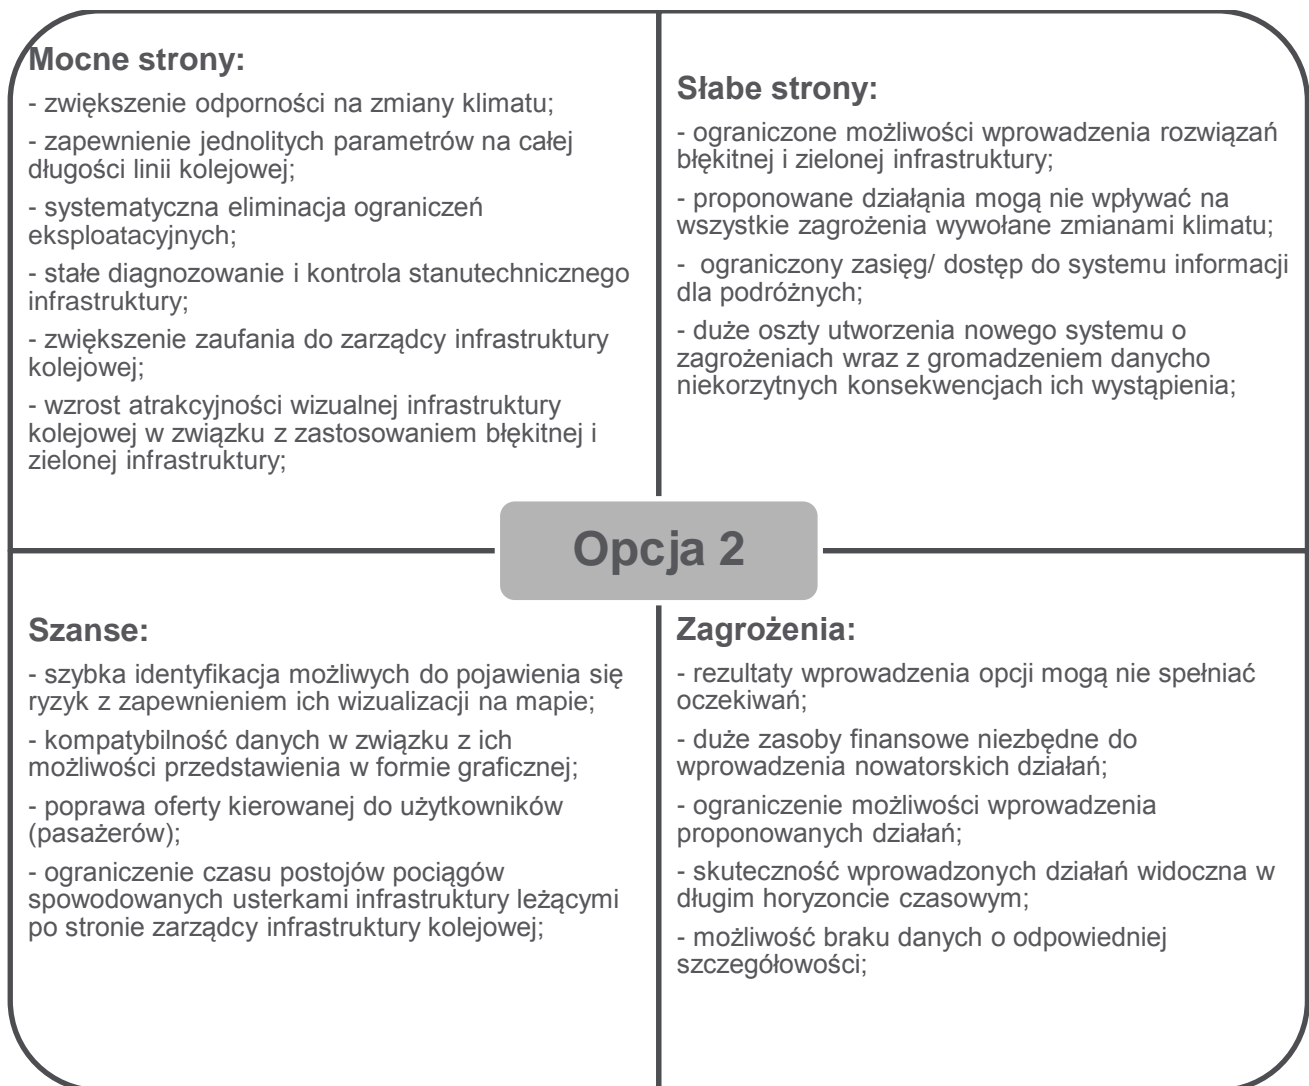 Mocne strony:
- zwiększenie odporności na zmiany klimatu;
- zapewnienie jednolitych parametrów na całej
długości linii kolejowej;
- systematyczna eliminacja ograniczeń
eksploatacyjnych;
- stałe diagnozowanie i kontrola stanutechnicznego
infrastruktury;
- zwiększenie zaufania do zarządcy infrastruktury
kolejowej;
- wzrost atrakcyjności wizualnej infrastruktury
kolejowej w związku z zastosowaniem błękitnej i
zielonej infrastruktury;
Słabe strony:
- ograniczone możliwości wprowadzenia rozwiązań
błękitnej i zielonej infrastruktury;
- proponowane działąnia mogą nie wpływać na
wszystkie zagrożenia wywołane zmianami klimatu;
- ograniczony zasięg/ dostęp do systemu informacji
dla podróżnych;
- duże oszty utworzenia nowego systemu o
zagrożeniach wraz z gromadzeniem danycho
niekorzytnych konsekwencjach ich wystąpienia;
Opcja 2
Szanse:
- szybka identyfikacja możliwych do pojawienia się
ryzyk z zapewnieniem ich wizualizacji na mapie;
- kompatybilność danych w związku z ich
możliwości przedstawienia w formie graficznej;
- poprawa oferty kierowanej do użytkowników
(pasażerów);
- ograniczenie czasu postojów pociągów
spowodowanych usterkami infrastruktury leżącymi
po stronie zarządcy infrastruktury kolejowej;
Zagrożenia:
- rezultaty wprowadzenia opcji mogą nie spełniać
oczekiwań;
- duże zasoby finansowe niezbędne do
wprowadzenia nowatorskich działań;
- ograniczenie możliwości wprowadzenia
proponowanych działań;
- skuteczność wprowadzonych działań widoczna w
długim horyzoncie czasowym;
- możliwość braku danych o odpowiedniej
szczegółowości;